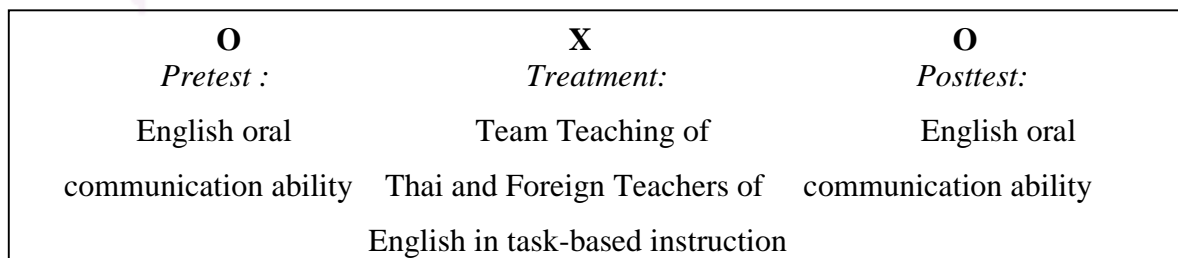 O X O
Pretest : Treatment: Posttest:
English oral Team Teaching of English oral
communication ability Thai and Foreign Teachers of communication ability
English in task-based instruction